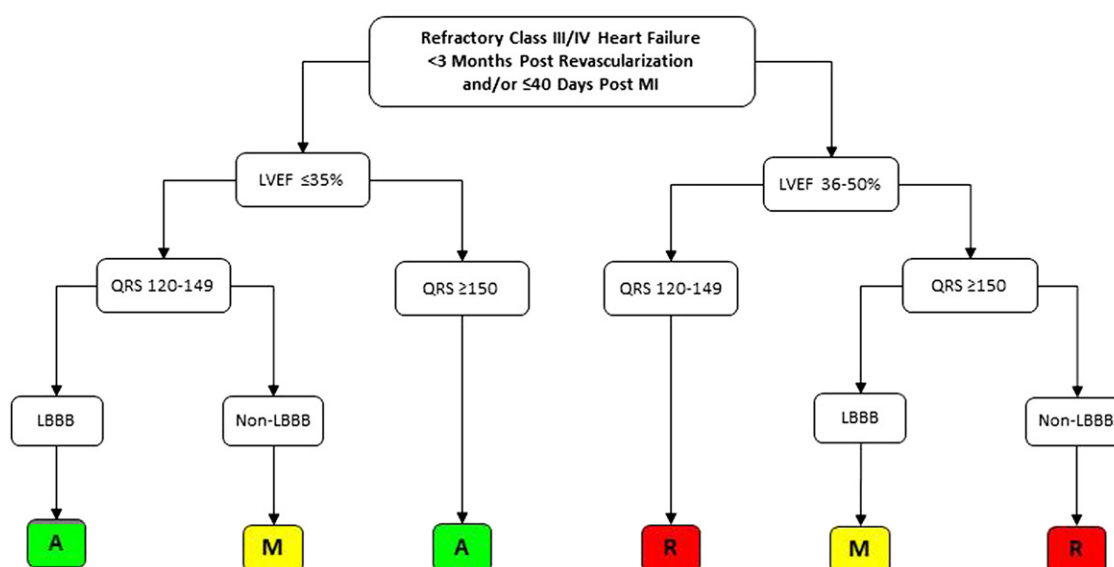 Refractory Class III/IV Heart Failure
<3 Months Post Revascularization
and/or ≤40 Days Post MI
LVEF ≤35%
LVEF 36-50%
QRS 120-149
QRS ≥150
QRS 120-149
QRS ≥150
LBBB
Non-LBBB
LBBB
Non-LBBB
A
M
A
R
M
R